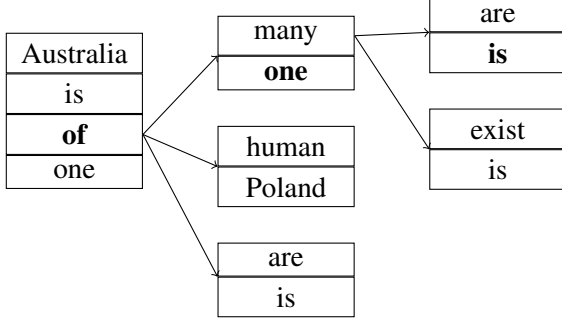 Australia
is
of
one
many
one
human
Poland
are
is
are
is
exist
is